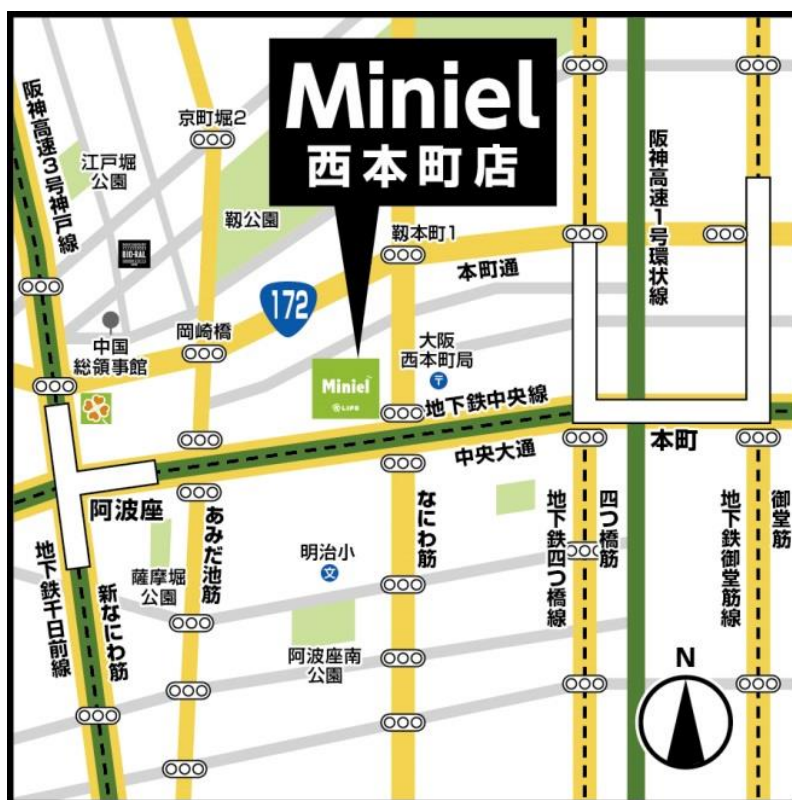 Miniel
西本町店
阪神高速3号神戸線
京町堀2
江戸堀
公園
靱公園
靱本町1
阪神高速1号環状線
BIO-RAL
本町通
172
中国
総領事館
岡崎橋
大阪
西本町局
〒
Miniel
LIFE
地下鉄中央線
中央大通
本町
阿波座
あみだ池筋
なにわ筋
地下鉄四つ橋線
四つ橋筋
地下鉄御堂筋線
御堂筋
地下鉄千日前線
新なにわ筋
薩摩堀
公園
明治小
文
阿波座南
公園
N